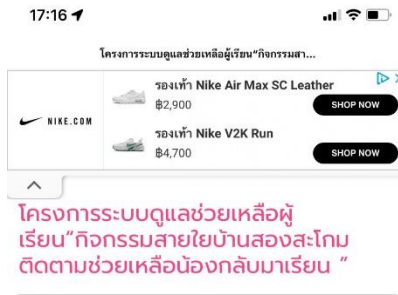 17:16
โครงการระบบดูแลช่วยเหลือผู้เรียน“กิจกรรมสา...
รองเท้า Nike Air Max SC Leather
฿2,900
SHOP NOW
NIKE.COM
รองเท้า Nike V2K Run
฿4,700
SHOP NOW
โครงการระบบดูแลช่วยเหลือผู้
เรียน“กิจกรรมสายใยบ้านสองสะโกม
ติดตามช่วยเหลือน้องกลับมาเรียน ”